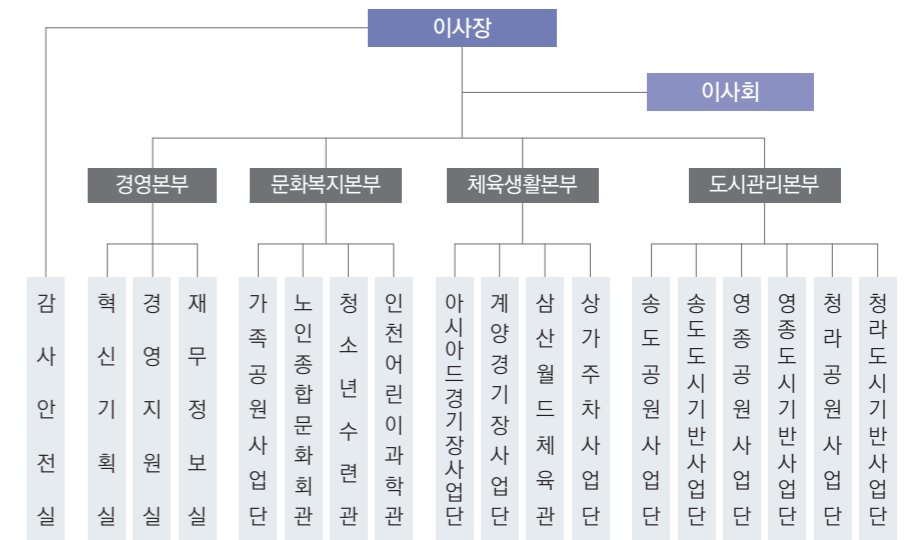 이사장
이사회
경영본부
문화복지본부
체육생활본부
도시관리본부
감사안전실
혁신기획실
경영지원실
재무정보실
가족공원사업단
노인종합문화회관
청소년수련관
인천어린이과학관
아시아드경기장사업단
계양경기장사업단
삼산월드체육관
상가주차사업단
송도공원사업단
송도도시기반사업단
영종공원사업단
영종도시기반사업단
청라공원사업단
청라도시기반사업단